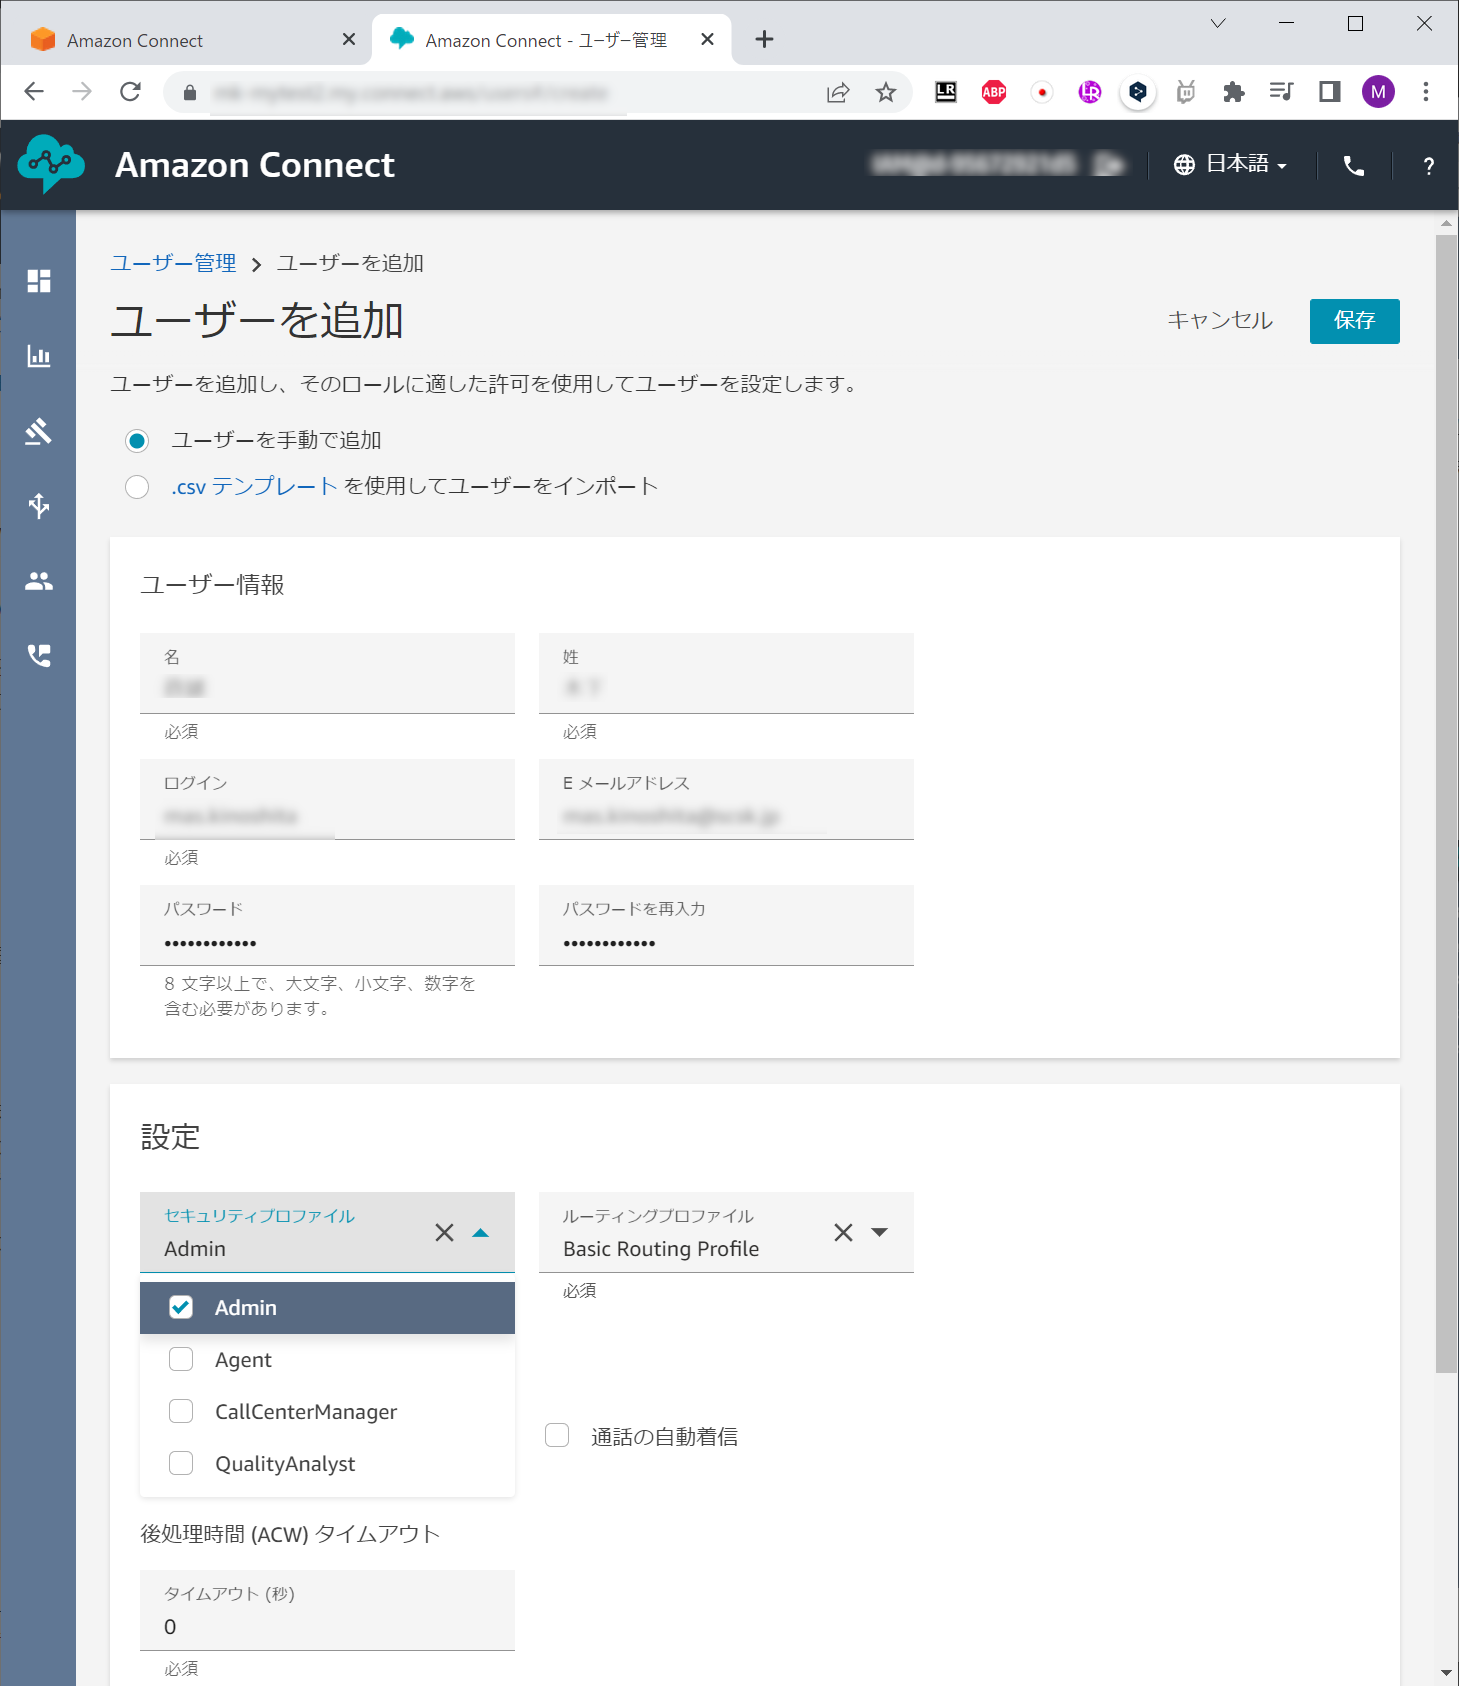 Amazon Connect
Amazon Connect - ユーザー管理
LR
ABP
LR
M
Amazon Connect
日本語
?
ユーザー管理 > ユーザーを追加
ユーザーを追加
キャンセル
保存
ユーザーを追加し、そのロールに適した許可を使用してユーザーを設定します。
ユーザーを手動で追加
.csv テンプレート を使用してユーザーをインポート
ユーザー情報
名
姓
必須
必須
ログイン
E メールアドレス
必須
パスワード
パスワードを再入力
••••••••••••
••••••••••••
8 文字以上で、大文字、小文字、数字を
含む必要があります。
設定
セキュリティプロファイル
Admin
ルーティングプロファイル
Basic Routing Profile
必須
Admin
Agent
CallCenterManager
QualityAnalyst
通話の自動着信
後処理時間 (ACW) タイムアウト
タイムアウト (秒)
0
必須